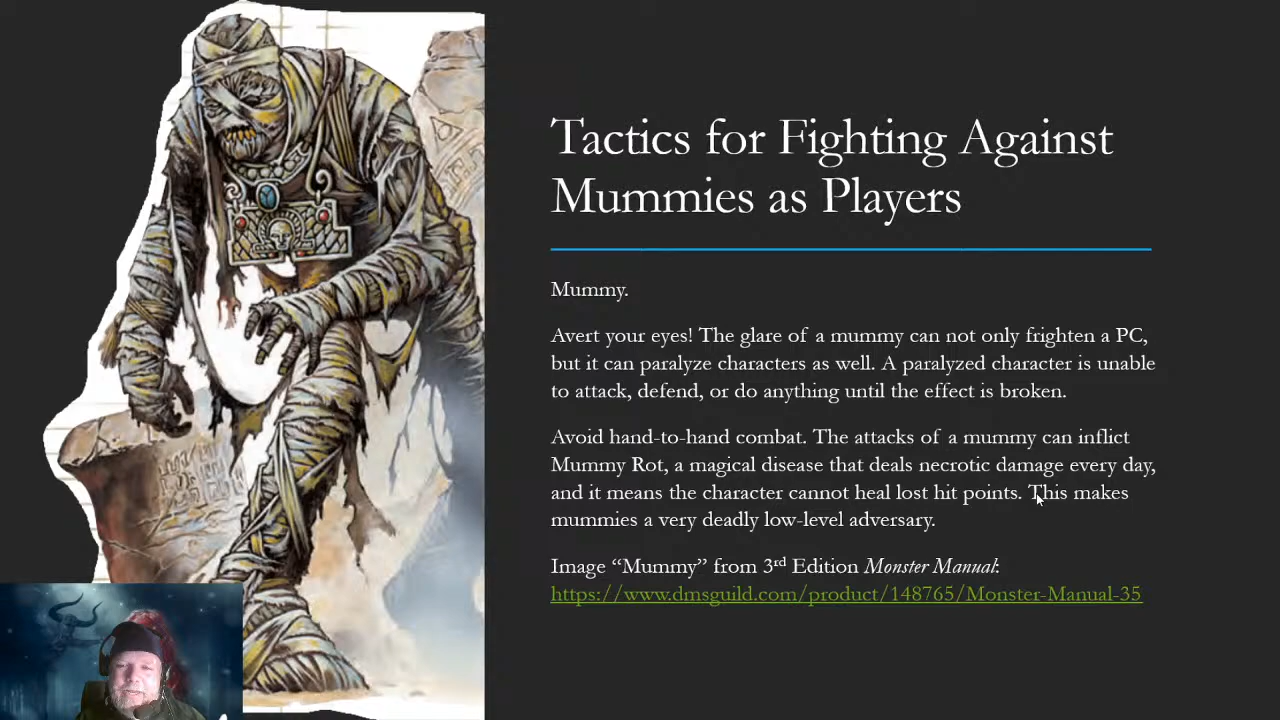 Tactics for Fighting Against
Mummies as Players
Mummy.
Avert your eyes! The glare of a mummy can not only frighten a PC,
but it can paralyze characters as well. A paralyzed character is unable
to attack, defend, or do anything until the effect is broken.
Avoid hand-to-hand combat. The attacks of a mummy can inflict
Mummy Rot, a magical disease that deals necrotic damage every day,
and it means the character cannot heal lost hit points. This makes
mummies a very deadly low-level adversary.
Image “Mummy” from 3rd Edition Monster Manual:
https://www.dmsguild.com/product/148765/Monster-Manual-35